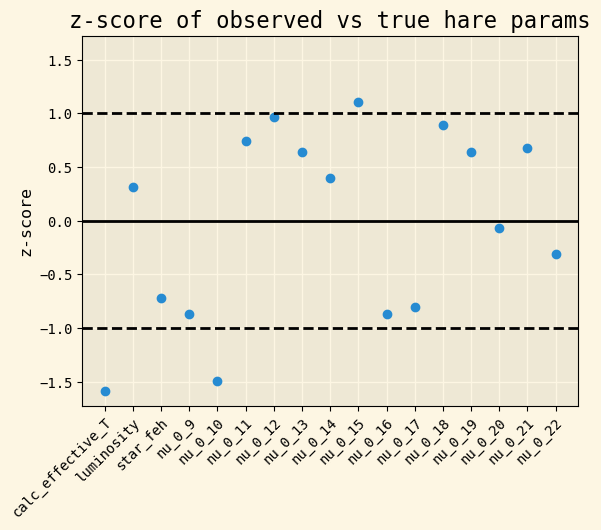 z-score of observed vs true hare params
z-score
1.5
1.0
0.5
0.0
−0.5
−1.0
−1.5
calc_effective_T
luminosity
star_feh
nu_0_9
nu_0_10
nu_0_11
nu_0_12
nu_0_13
nu_0_14
nu_0_15
nu_0_16
nu_0_17
nu_0_18
nu_0_19
nu_0_20
nu_0_21
nu_0_22